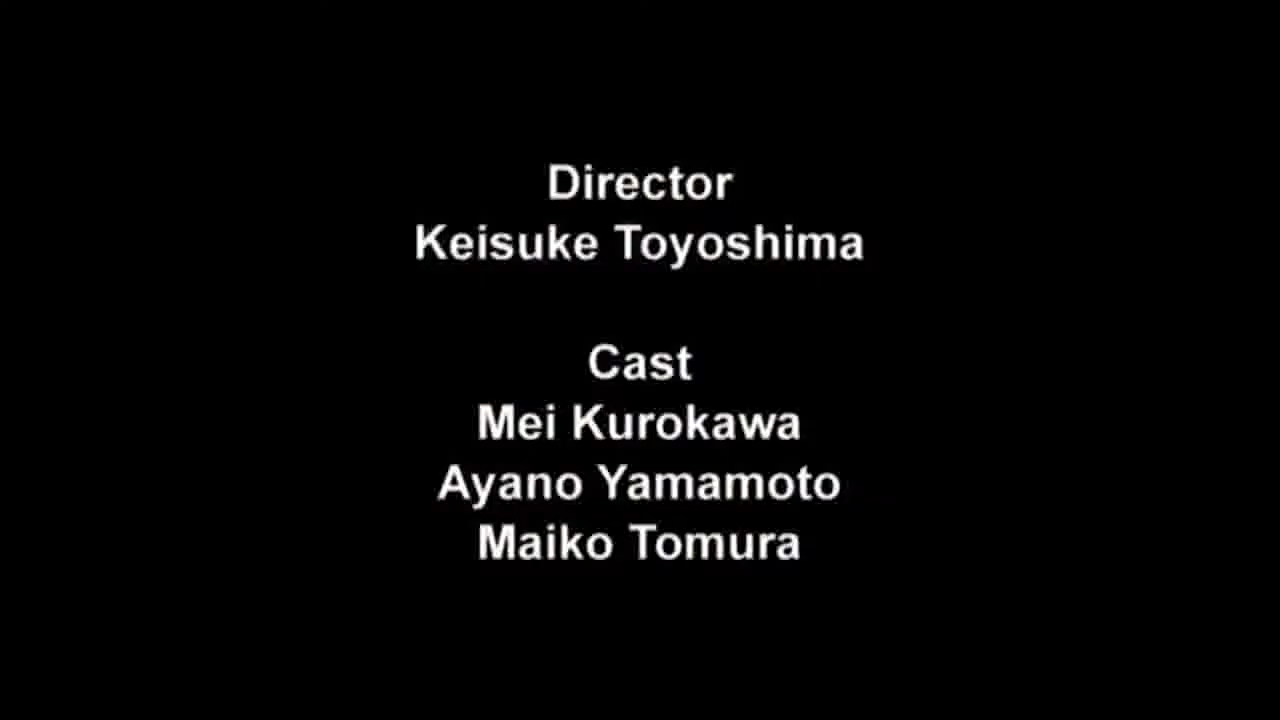 Director
Keisuke Toyoshima
Cast
Mei Kurokawa
Ayano Yamamoto
Maiko Tomura